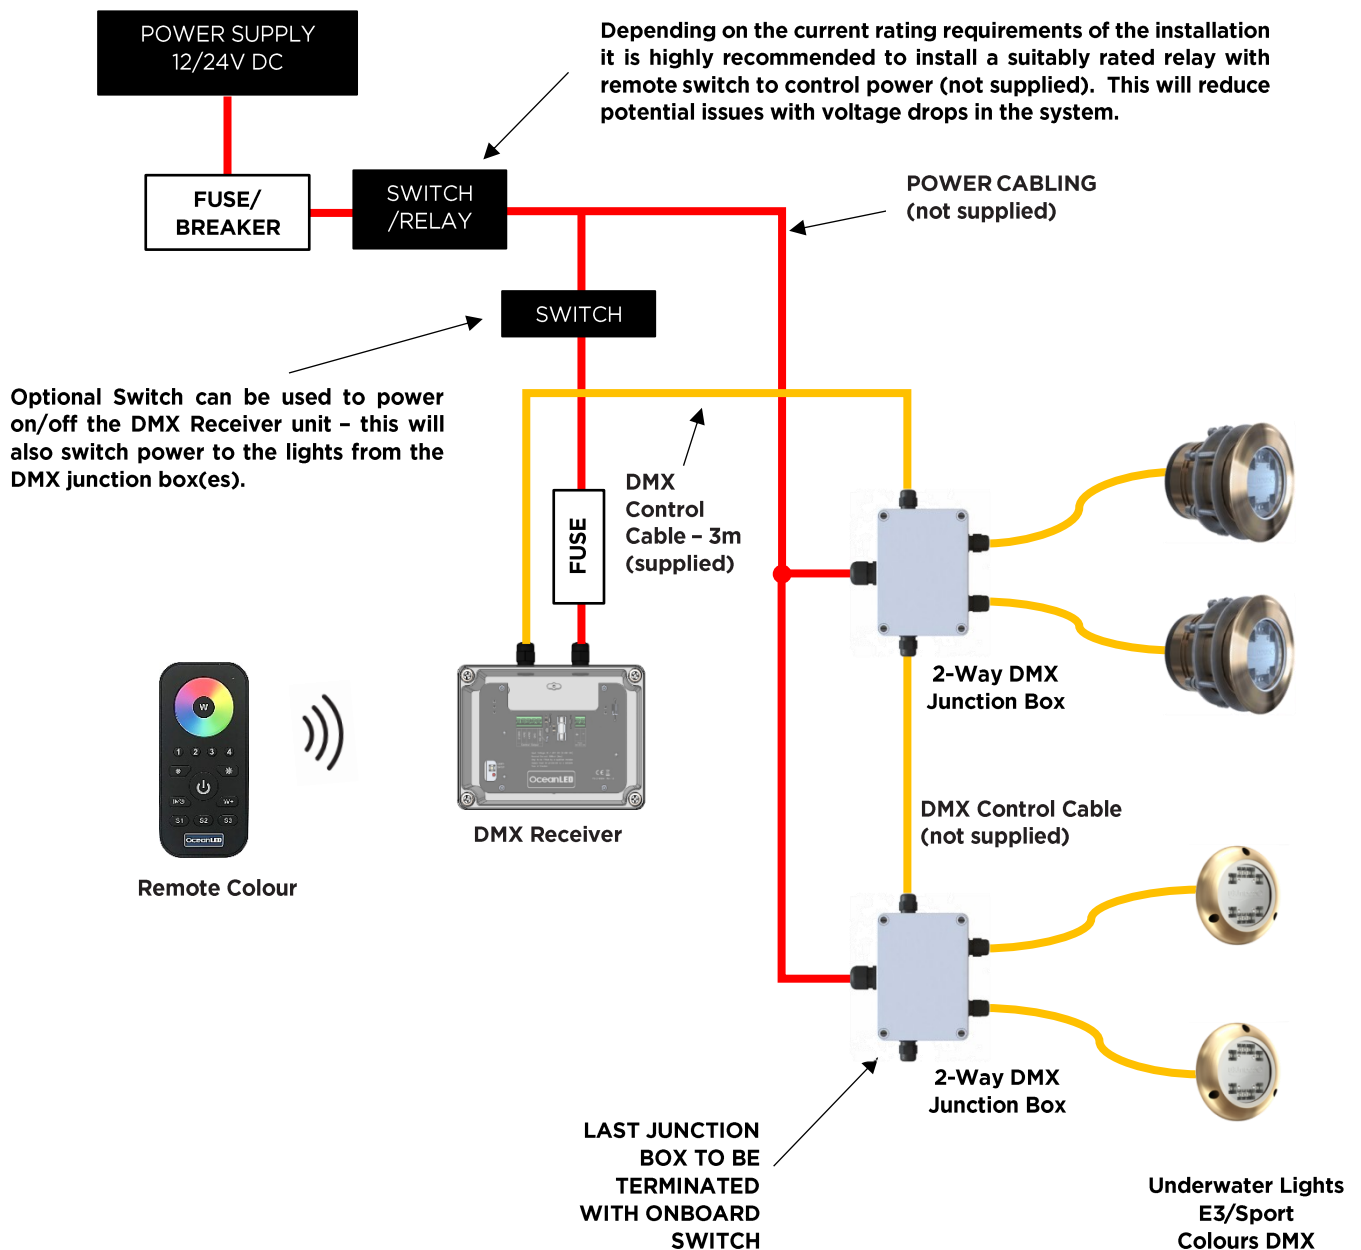 POWER SUPPLY
12/24V DC
Depending on the current rating requirements of the installation
it is highly recommended to install a suitably rated relay with
remote switch to control power (not supplied). This will reduce
potential issues with voltage drops in the system.
FUSE/
BREAKER
SWITCH
/RELAY
POWER CABLING
(not supplied)
SWITCH
Optional Switch can be used to power
on/off the DMX Receiver unit – this will
also switch power to the lights from the
DMX junction box(es).
DMX
Control
Cable – 3m
(supplied)
FUSE
2-Way DMX
Junction Box
W
1 2 3 4
S1 S2 S3
OceanLED
Remote Colour
OceanLED
DMX Receiver
DMX Control Cable
(not supplied)
2-Way DMX
Junction Box
LAST JUNCTION
BOX TO BE
TERMINATED
WITH ONBOARD
SWITCH
Underwater Lights
E3/Sport
Colours DMX